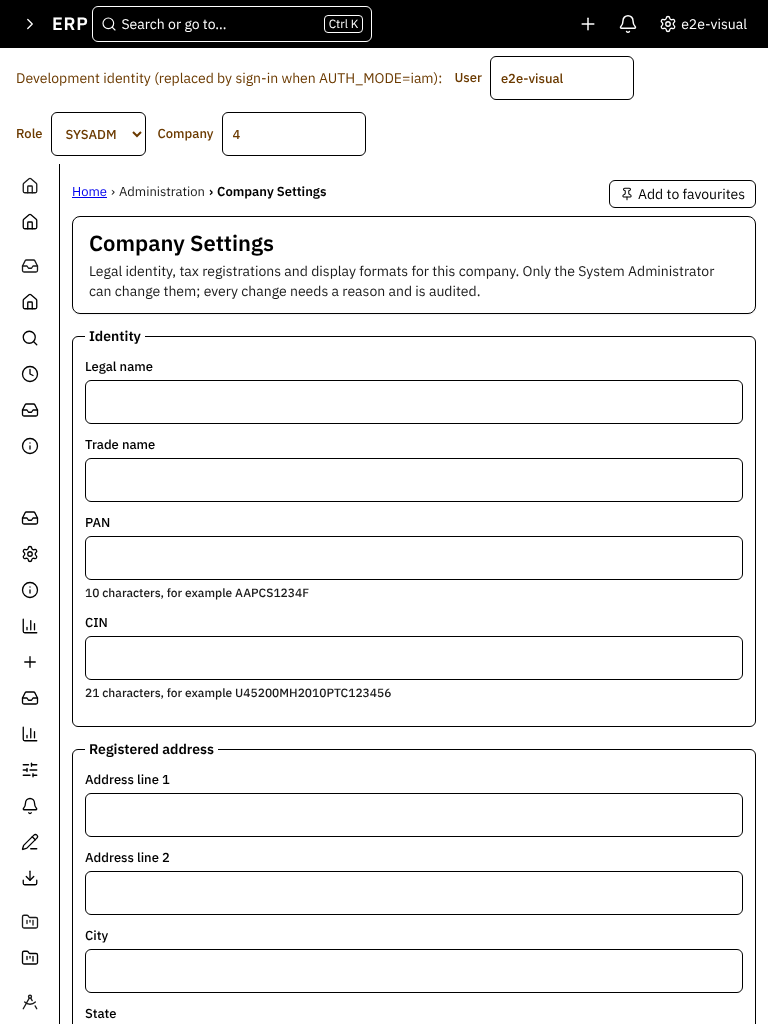 ERP
Search or go to...
Ctrl K
e2e-visual
Development identity (replaced by sign-in when AUTH_MODE=iam):
User
e2e-visual
Role
SYSADM
Company
4
Home › Administration › Company Settings
Add to favourites
Company Settings
Legal identity, tax registrations and display formats for this company. Only the System Administrator
can change them; every change needs a reason and is audited.
Identity
Legal name
Trade name
PAN
10 characters, for example AAPCS1234F
CIN
21 characters, for example U45200MH2010PTC123456
Registered address
Address line 1
Address line 2
City
State